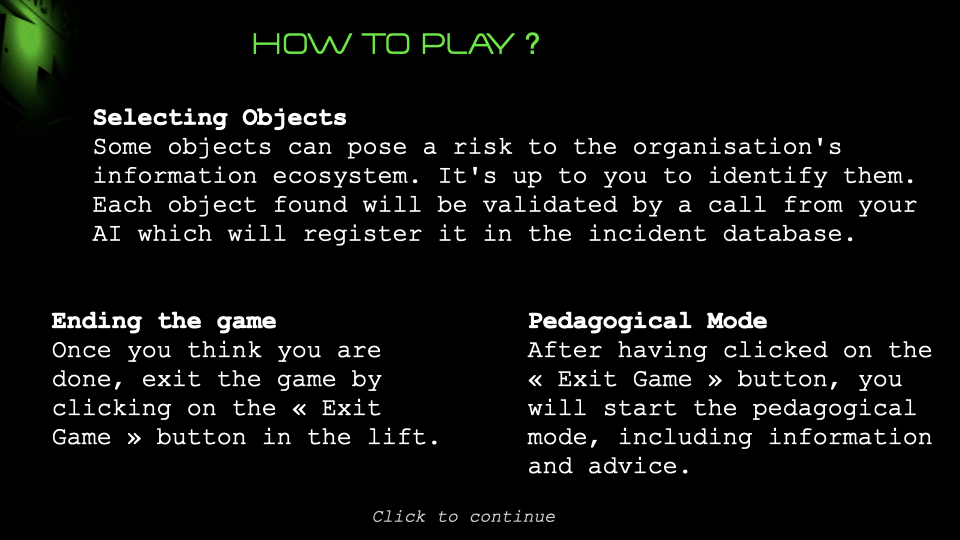 HOW TO PLAY ?
Selecting Objects
Some objects can pose a risk to the organisation's
information ecosystem. It's up to you to identify them.
Each object found will be validated by a call from your
AI which will register it in the incident database.
Ending the game
Once you think you are
done, exit the game by
clicking on the « Exit
Game » button in the lift.
Pedagogical Mode
After having clicked on the
« Exit Game » button, you
will start the pedagogical
mode, including information
and advice.
Click to continue